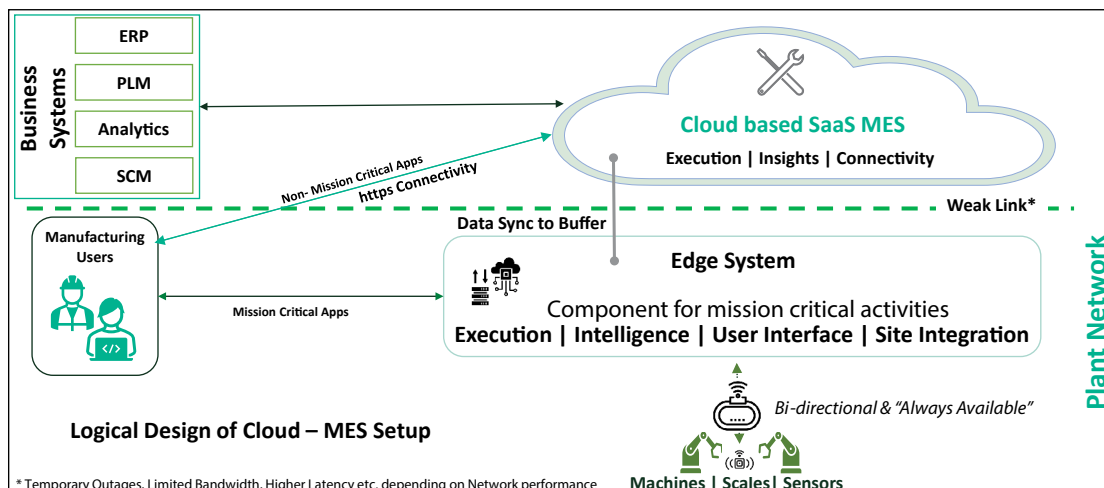 Business
Systems
ERP
PLM
Analytics
SCM
Cloud based SaaS MES
Execution | Insights | Connectivity
Non- Mission Critical Apps
https Connectivity
Weak Link*
Data Sync to Buffer
Manufacturing
Users
</>
Mission Critical Apps
Edge System
Component for mission critical activities
Execution | Intelligence | User Interface | Site Integration
Plant Network
Bi-directional & “Always Available”
Logical Design of Cloud – MES Setup
Machines | Scales| Sensors
* Temporary Outages, Limited Bandwidth, Higher Latency etc. depending on Network performance